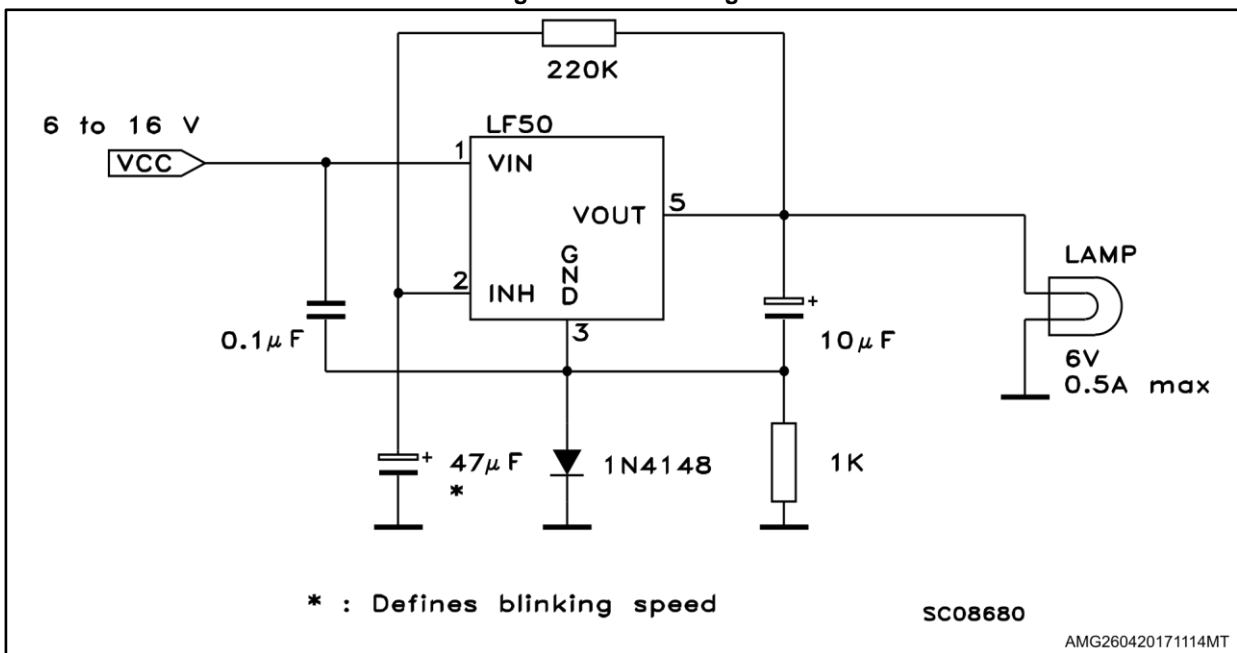 220K
6 to 16 V
LF50
VCC
1
VIN
VOUT
5
GND
2
INH
3
LAMP
0.1μF
10μF
6V
0.5A max
+
+
47μF
*
1N4148
1K
* : Defines blinking speed
SC08680
AMG260420171114MT